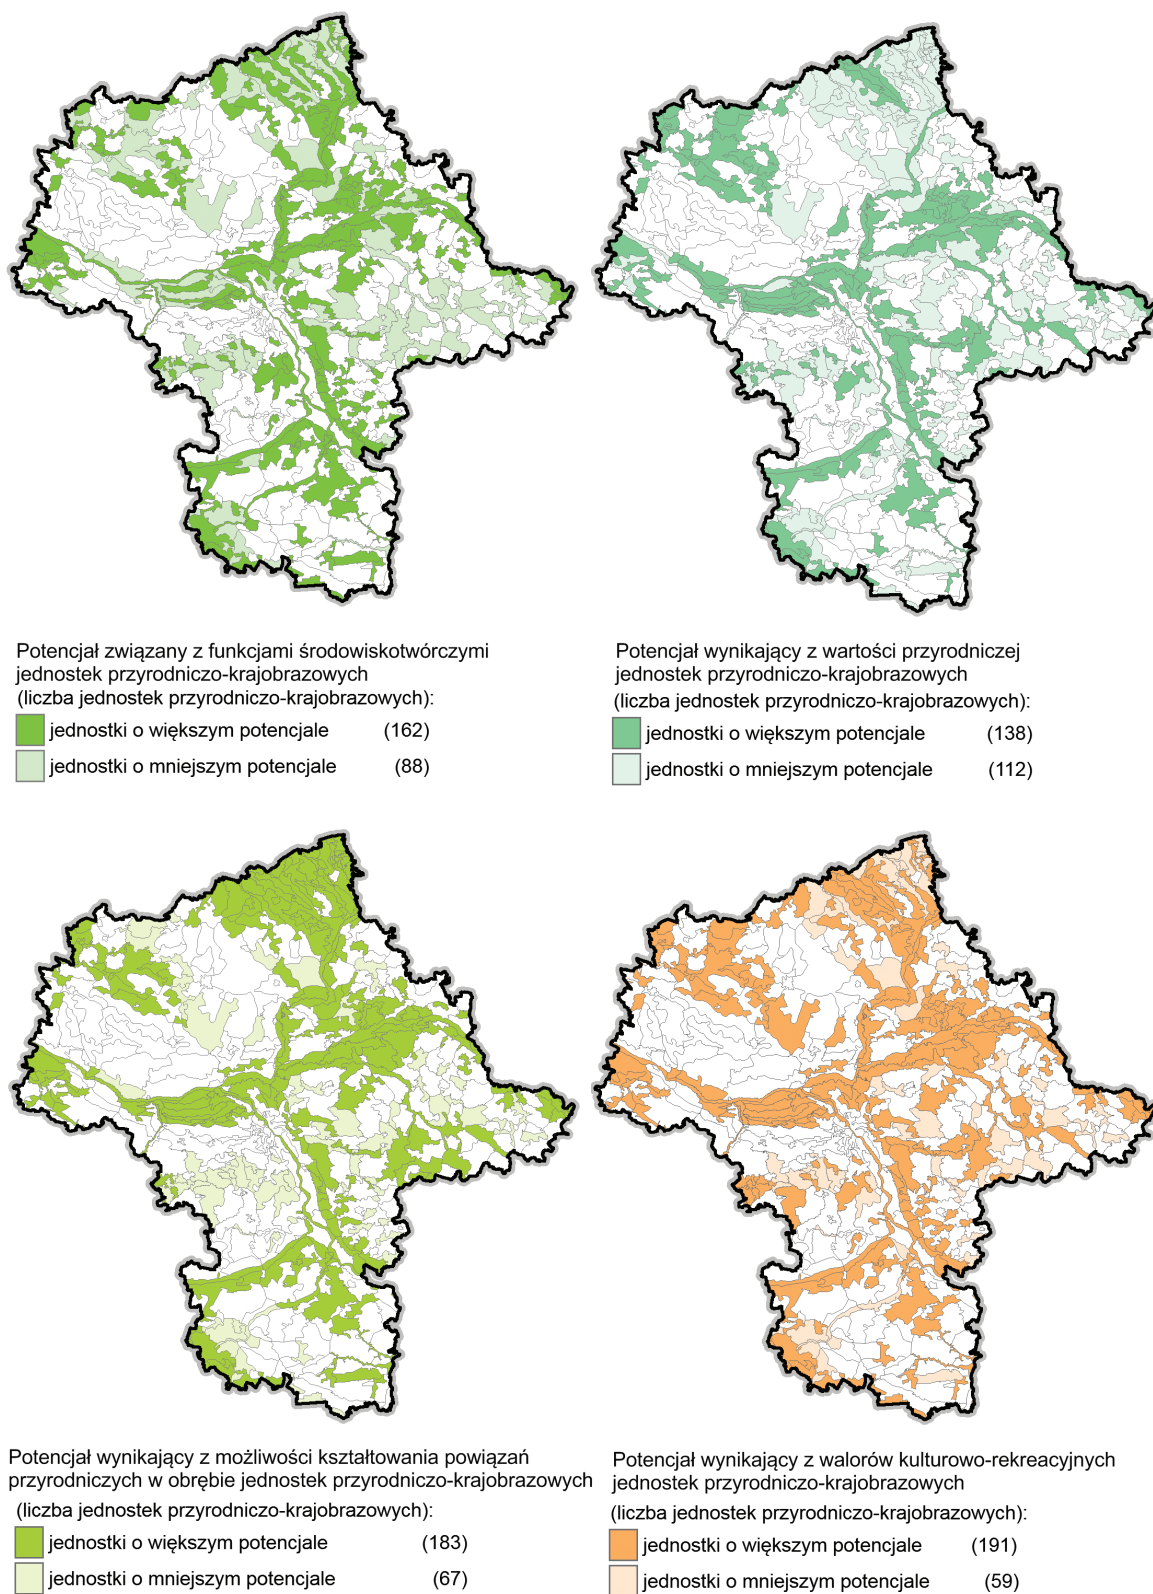 Potencjał związany z funkcjami środowiskotwórczymi
jednostek przyrodniczo-krajobrazowych
(liczba jednostek przyrodniczo-krajobrazowych):
jednostki o większym potencjale (162)
jednostki o mniejszym potencjale (88)
Potencjał wynikający z wartości przyrodniczej
jednostek przyrodniczo-krajobrazowych
(liczba jednostek przyrodniczo-krajobrazowych):
jednostki o większym potencjale (138)
jednostki o mniejszym potencjale (112)
Potencjał wynikający z możliwości kształtowania powiązań
przyrodniczych w obrębie jednostek przyrodniczo-krajobrazowych
(liczba jednostek przyrodniczo-krajobrazowych):
jednostki o większym potencjale (183)
jednostki o mniejszym potencjale (67)
Potencjał wynikający z walorów kulturowo-rekreacyjnych
jednostek przyrodniczo-krajobrazowych
(liczba jednostek przyrodniczo-krajobrazowych):
jednostki o większym potencjale (191)
jednostki o mniejszym potencjale (59)